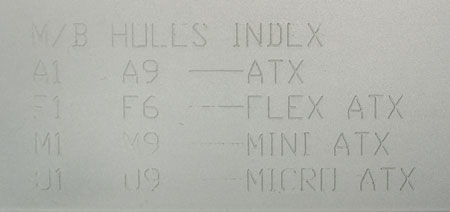 M/B HOLES INDEX
A1 A9 ——ATX
F1 F6 ——FLEX ATX
M1 M9 ——MINI ATX
U1 U9 ——MICRO ATX